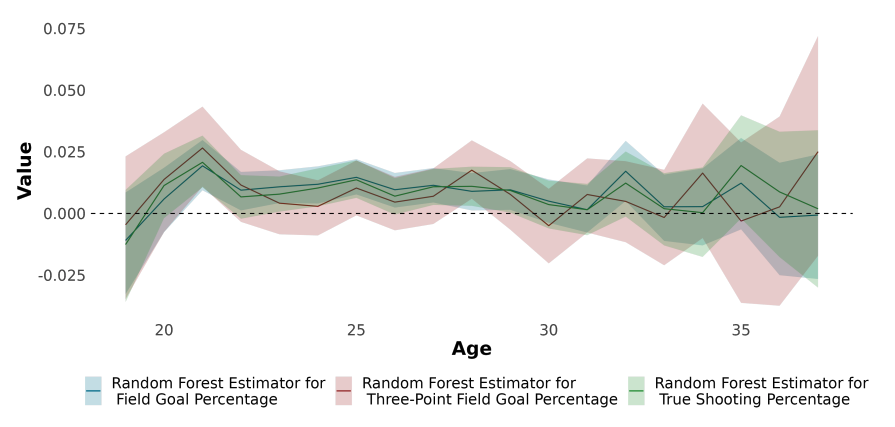 0.075
0.050
0.025
0.000
-0.025
Value
20 25 30 35
Age
Random Forest Estimator for
Field Goal Percentage
Random Forest Estimator for
Three-Point Field Goal Percentage
Random Forest Estimator for
True Shooting Percentage